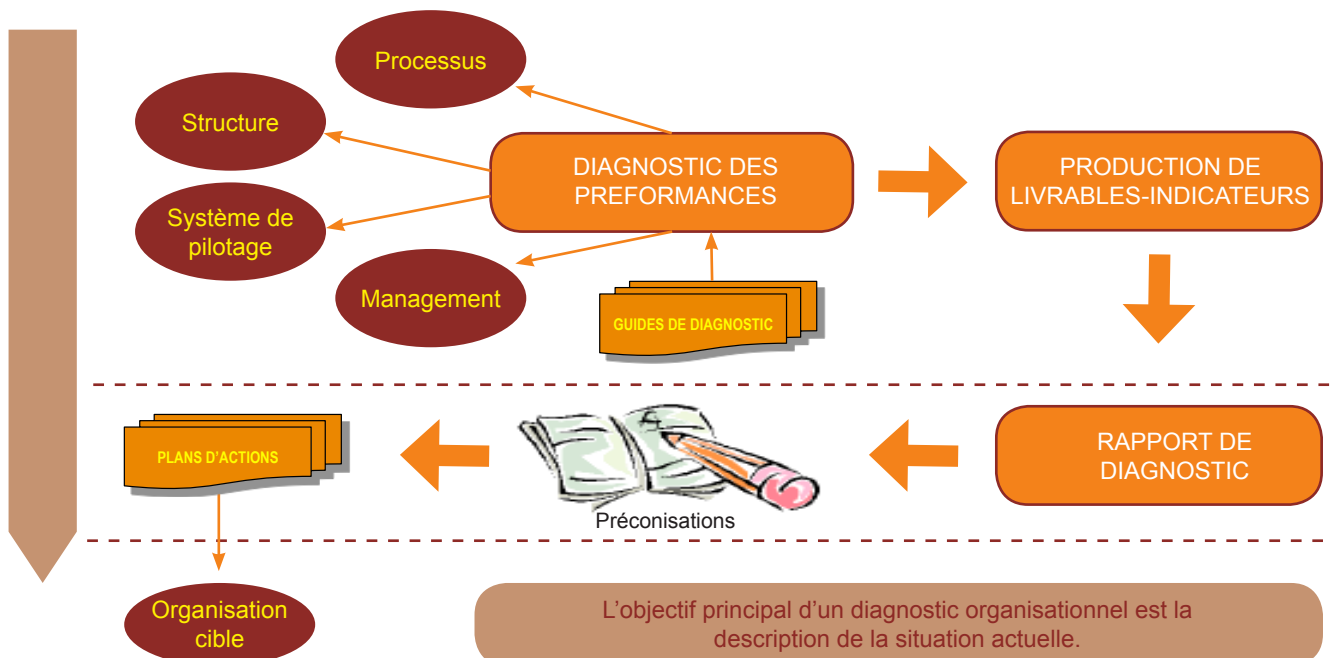 Processus
Structure
Système de
pilotage
Management
DIAGNOSTIC DES
PREFORMANCES
GUIDES DE DIAGNOSTIC
PRODUCTION DE
LIVRABLES-INDICATEURS
RAPPORT DE
DIAGNOSTIC
Préconisations
PLANS D’ACTIONS
Organisation
cible
L’objectif principal d’un diagnostic organisationnel est la
description de la situation actuelle.